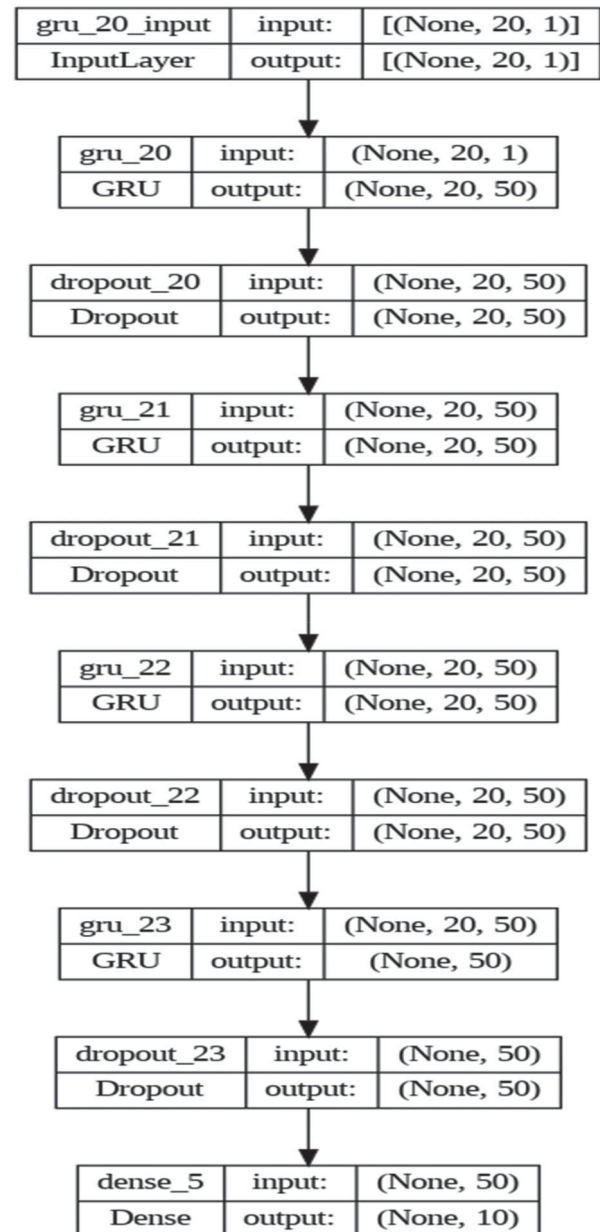 gru_20_input input: [(None, 20, 1)]
InputLayer output: [(None, 20, 1)]
gru_20 input: (None, 20, 1)
GRU output: (None, 20, 50)
dropout_20 input: (None, 20, 50)
Dropout output: (None, 20, 50)
gru_21 input: (None, 20, 50)
GRU output: (None, 20, 50)
dropout_21 input: (None, 20, 50)
Dropout output: (None, 20, 50)
gru_22 input: (None, 20, 50)
GRU output: (None, 20, 50)
dropout_22 input: (None, 20, 50)
Dropout output: (None, 20, 50)
gru_23 input: (None, 20, 50)
GRU output: (None, 50)
dropout_23 input: (None, 50)
Dropout output: (None, 50)
dense_5 input: (None, 50)
Dense output: (None, 10)